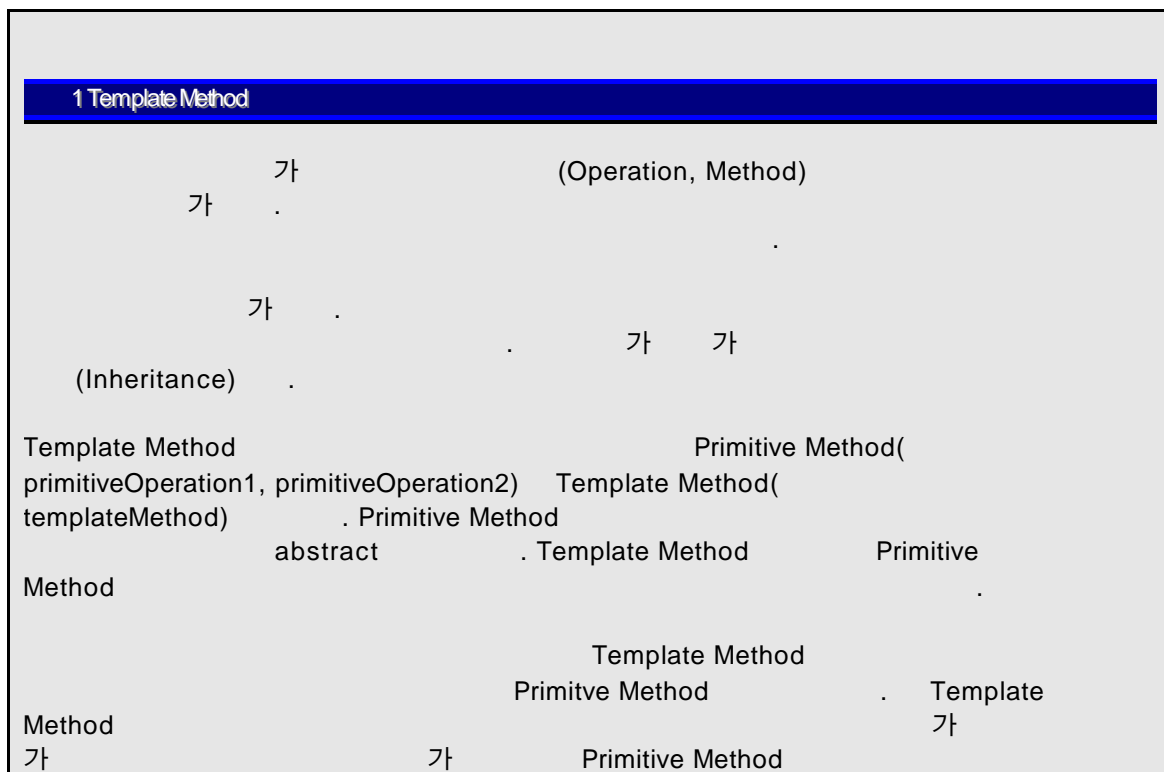 1 Template Method
가 (Operation, Method)
가 .
.
가 .
. 가 가
(Inheritance) .
Template Method Primitive Method(
primitiveOperation1, primitiveOperation2) Template Method(
templateMethod) . Primitive Method
abstract . Template Method Primitive
Method .
Template Method
Primitve Method . Template
Method 가
가 가 Primitive Method